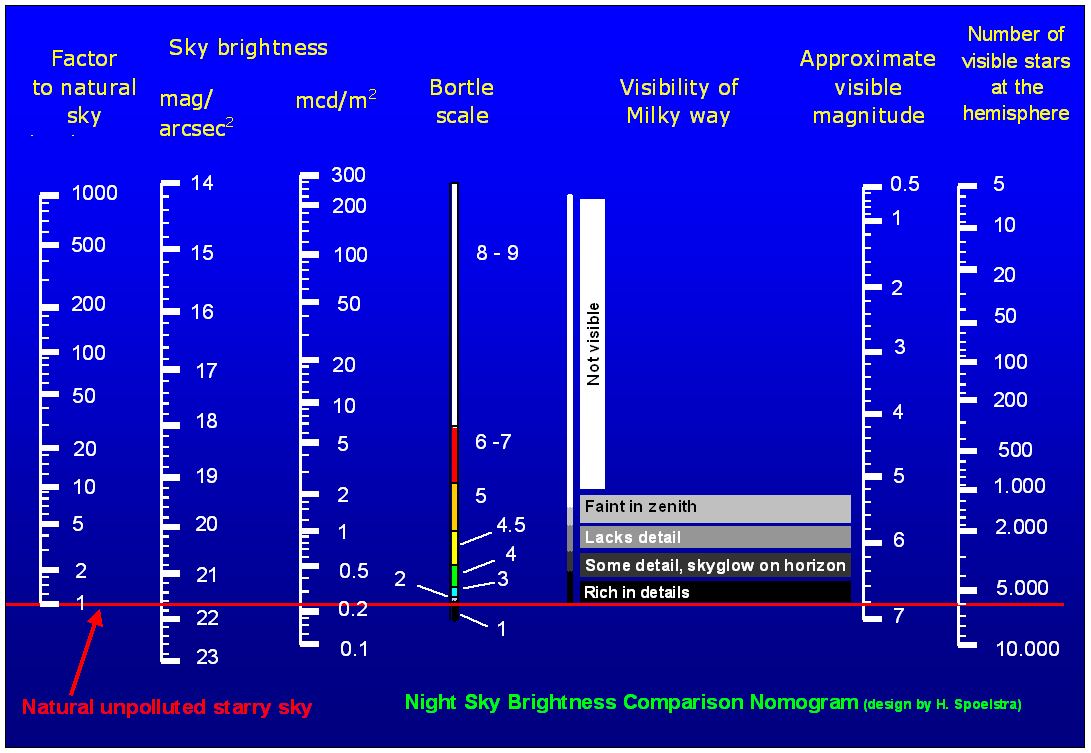 Factor
to natural
sky
Sky brightness
mag/
arcsec²
mcd/m²
Bortle
scale
Visibility of
Milky way
Approximate
visible
magnitude
Number of
visible stars
at the
hemisphere
1000
500
200
100
50
20
10
5
2
1
14
15
16
17
18
19
20
21
22
23
300
200
100
50
20
10
5
2
1
0.5
0.2
0.1
8 - 9
6 -7
5
4.5
4
3
2
1
Not visible
Faint in zenith
Lacks detail
Some detail, skyglow on horizon
Rich in details
0.5
1
2
3
4
5
6
7
5
10
20
50
100
200
500
1.000
2.000
5.000
10.000
Natural unpolluted starry sky
Night Sky Brightness Comparison Nomogram (design by H. Spoelstra)